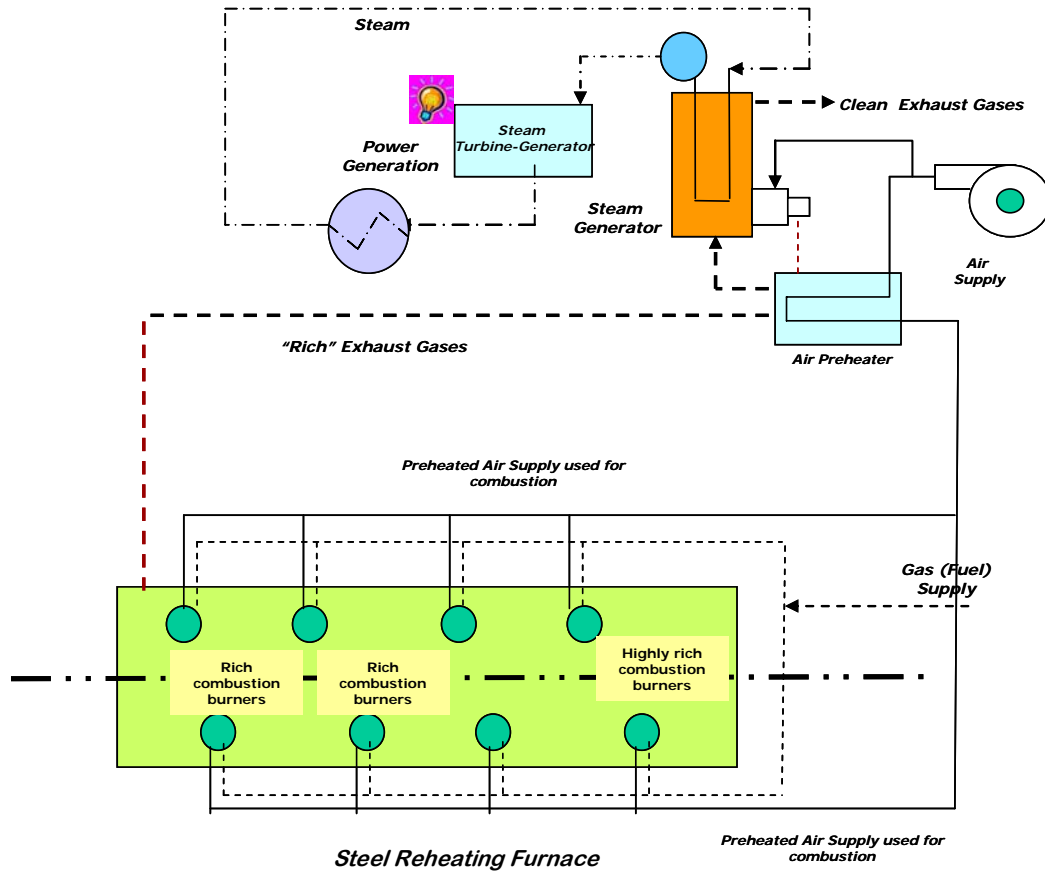 Steam
Steam
Turbine-Generator
Clean Exhaust Gases
Power
Generation
Steam
Generator
Air
Supply
"Rich" Exhaust Gases
Air Preheater
Preheated Air Supply used for
combustion
Gas (Fuel)
Supply
Rich
combustion
burners
Rich
combustion
burners
Highly rich
combustion
burners
Preheated Air Supply used for
combustion
Steel Reheating Furnace